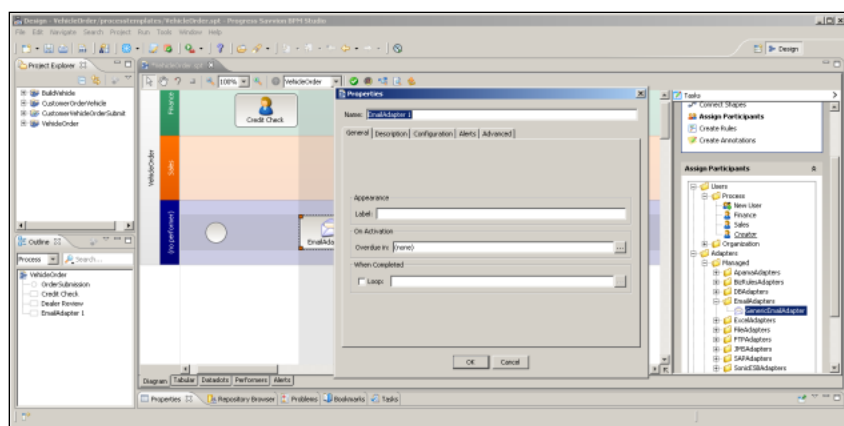 Design - VehicleOrder/processtemplates/VehicleOrder.spt - Progress Savvion BPM Studio
File Edit Navigate Search Project Run Tools Window Help
Design
Project Explorer
BuildVehicle
CustomerOrderVehicle
CustomerVehicleOrderSubmit
VehicleOrder
Outline
Process
Search...
VehicleOrder
OrderSubmission
Credit Check
Dealer Review
EmailAdapter 1
100%
VehicleOrder
VehicleOrder
Finance
Sales
(no performer)
Credit Check
Properties
Name: EmailAdapter 1
General Description Configuration Alerts Advanced
Appearance
Label:
On Activation
Overdue in: (none)
...
When Completed
Loop:
OK Cancel
Diagram Tabular Dataslots Performers Alerts
Properties Repository Browser Problems Bookmarks Tasks
Tasks
Connect Shapes
Assign Participants
Create Rules
Create Annotations
Assign Participants
Users
Process
New User
Finance
Sales
Creator
Organization
Adapters
Managed
ApamaAdapters
BizRulesAdapters
DBAdapters
EmailAdapters
GenericEmailAdapter
ExcelAdapters
FileAdapters
FTPAdapters
JMSAdapters
SAPAdapters
SonicESBAdapters